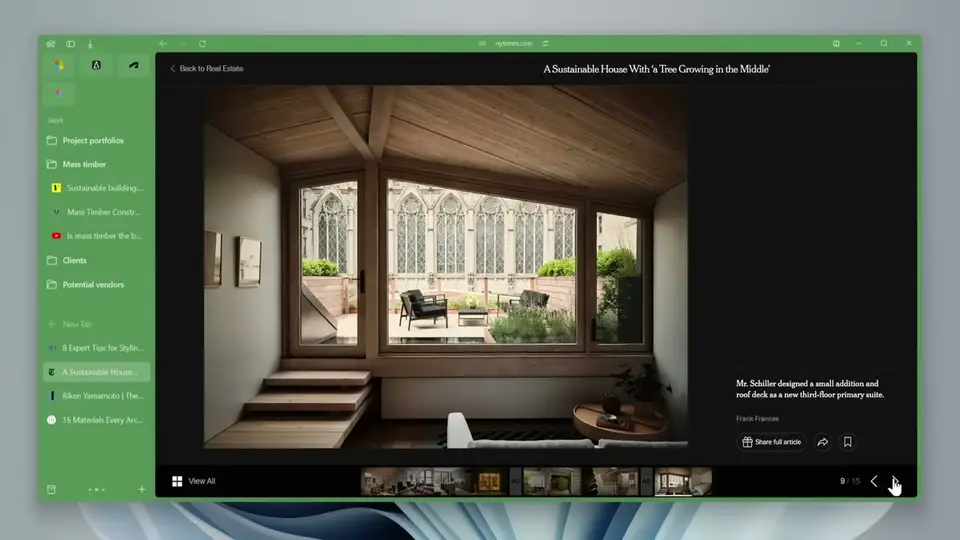 nytimes.com
Work
Project portfolios
Mass timber
Sustainable building...
Mass Timber Constr...
Is mass timber the b...
Clients
Potential vendors
New Tab
8 Expert Tips for Stylin...
A Sustainable House...
Riken Yamamoto | The...
16 Materials Every Arc...
Back to Real Estate
A Sustainable House With ‘a Tree Growing in the Middle’
Mr. Schiller designed a small addition and
roof deck as a new third-floor primary suite.
Frank Frances
Share full article
View All
AD
AD
9 / 15